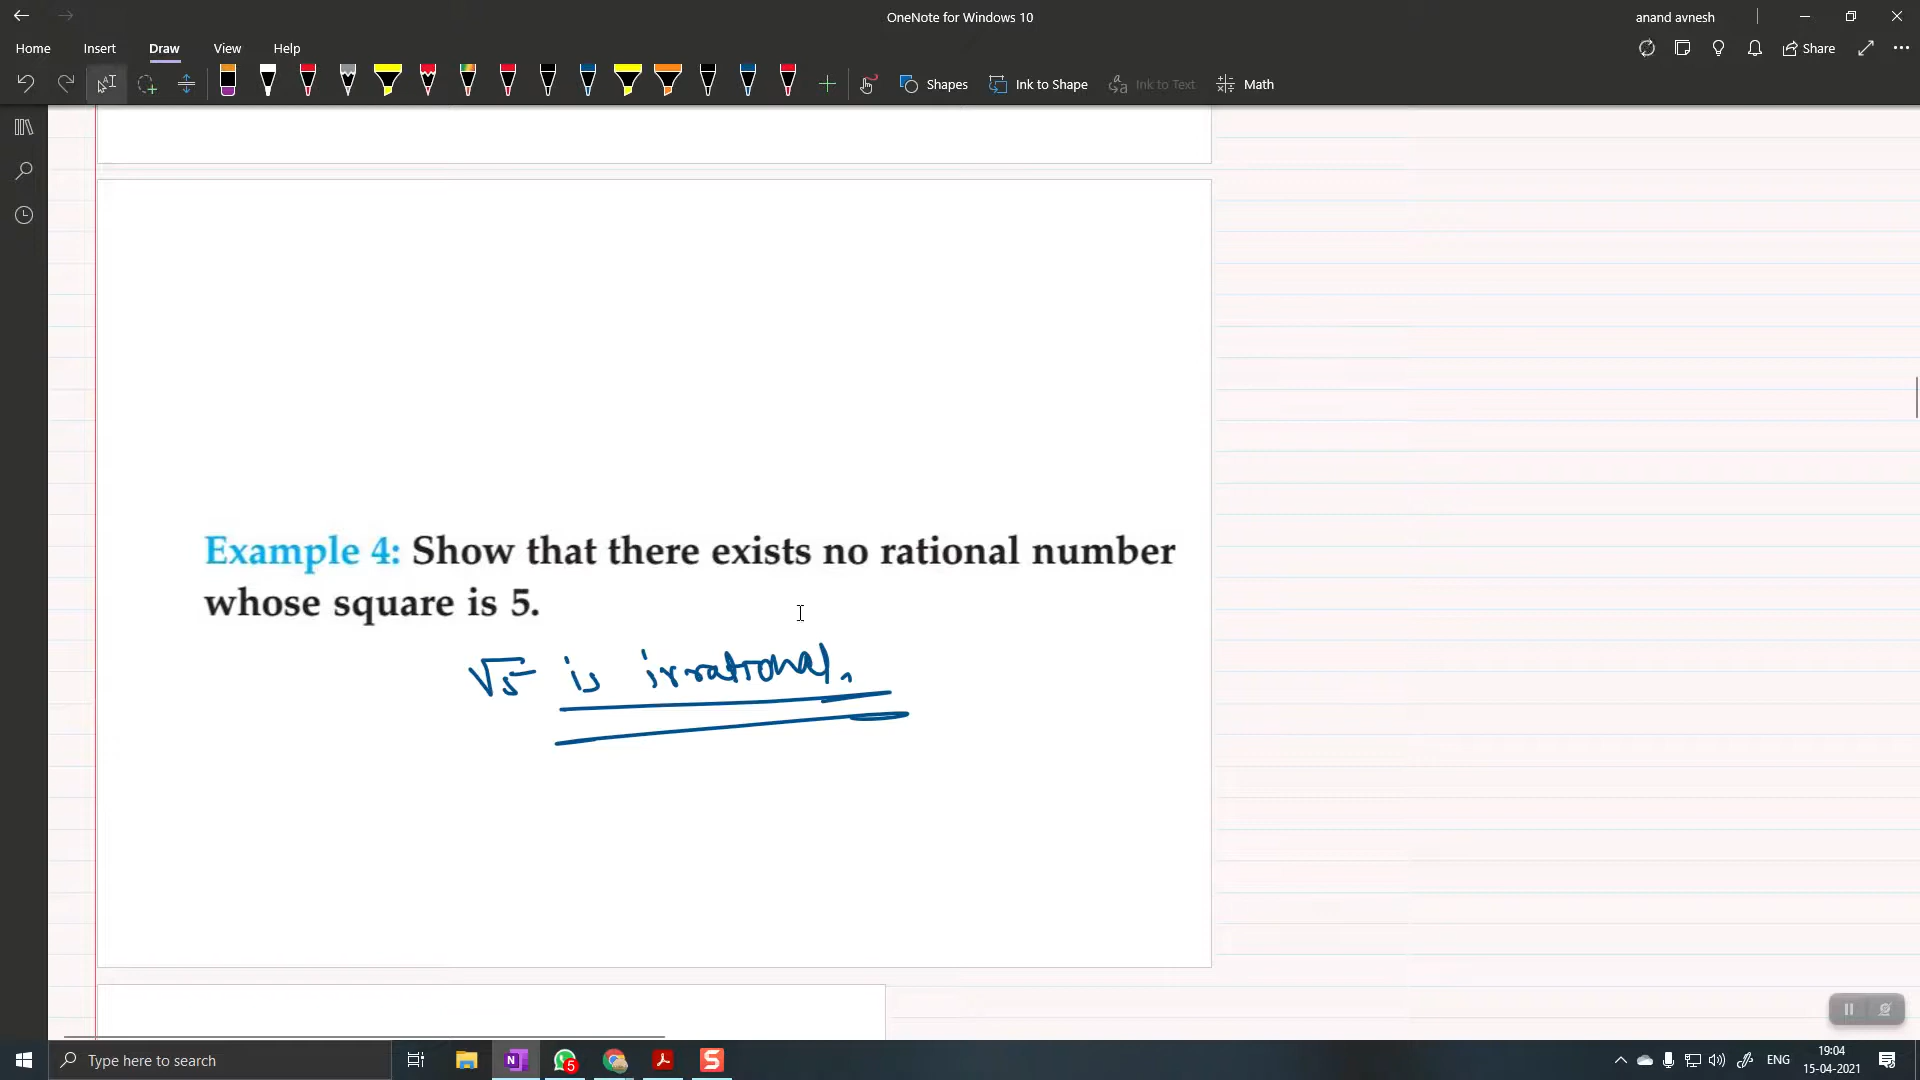 OneNote for Windows 10
anand avnesh
Home Insert Draw View Help
Share
Shapes Ink to Shape Ink to Text Math
Example 4: Show that there exists no rational number
whose square is 5.
√5 is irrational.
Type here to search
5
ENG
19:04
15-04-2021